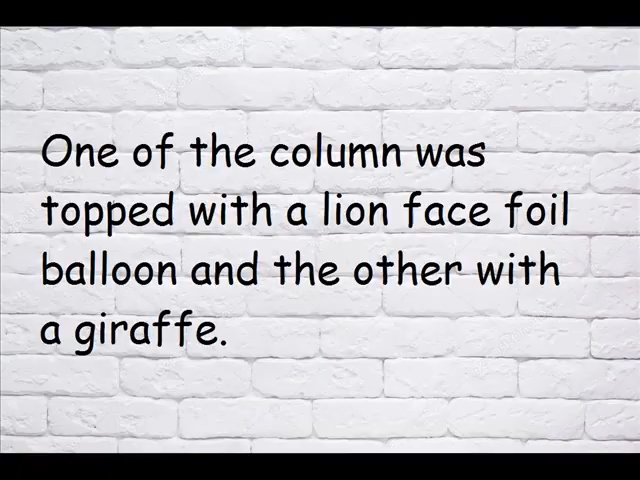 One of the column was
topped with a lion face foil
balloon and the other with
a giraffe.